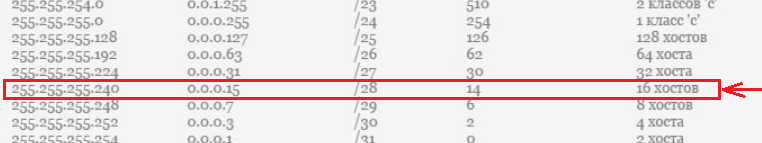 255.255.254.0 0.0.1.255 /23 510 2 классов 'c'
255.255.255.0 0.0.0.255 /24 254 1 класс 'c'
255.255.255.128 0.0.0.127 /25 126 128 хостов
255.255.255.192 0.0.0.63 /26 62 64 хоста
255.255.255.224 0.0.0.31 /27 30 32 хоста
255.255.255.240 0.0.0.15 /28 14 16 хостов
255.255.255.248 0.0.0.7 /29 6 8 хостов
255.255.255.252 0.0.0.3 /30 2 4 хоста
255.255.255.254 0.0.0.1 /31 0 2 хоста